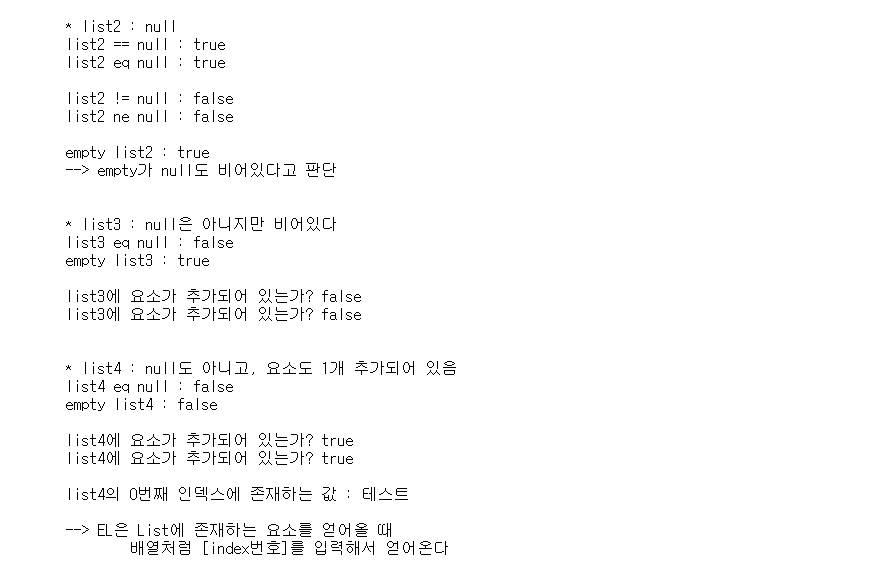 * list2 : null
list2 == null : true
list2 eq null : true
list2 != null : false
list2 ne null : false
empty list2 : true
--> empty가 null도 비어있다고 판단
* list3 : null은 아니지만 비어있다
list3 eq null : false
empty list3 : true
list3에 요소가 추가되어 있는가? false
list3에 요소가 추가되어 있는가? false
* list4 : null도 아니고, 요소도 1개 추가되어 있음
list4 eq null : false
empty list4 : false
list4에 요소가 추가되어 있는가? true
list4에 요소가 추가되어 있는가? true
list4의 0번째 인덱스에 존재하는 값 : 테스트
--> EL은 List에 존재하는 요소를 얻어올 때
배열처럼 [index번호]를 입력해서 얻어온다